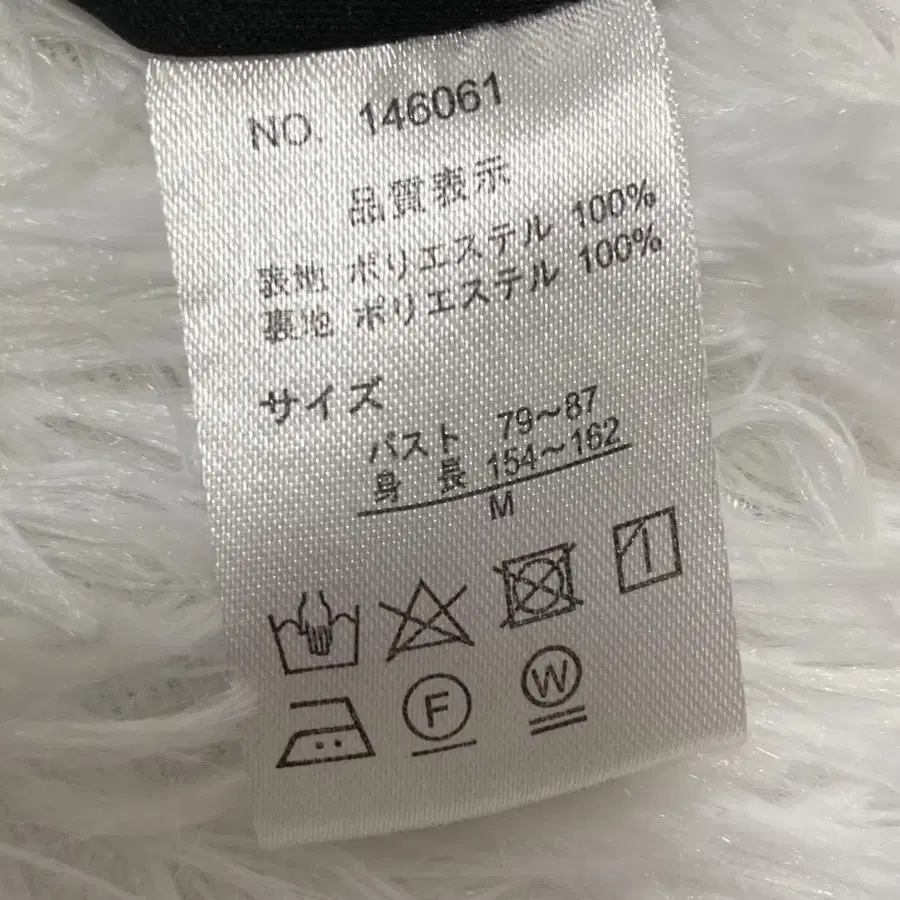 NO. 146061
品質表示
表地 ポリエステル 100%
裏地 ポリエステル 100%
サイズ
バスト 79～87
身 長 154～162
M
F
W